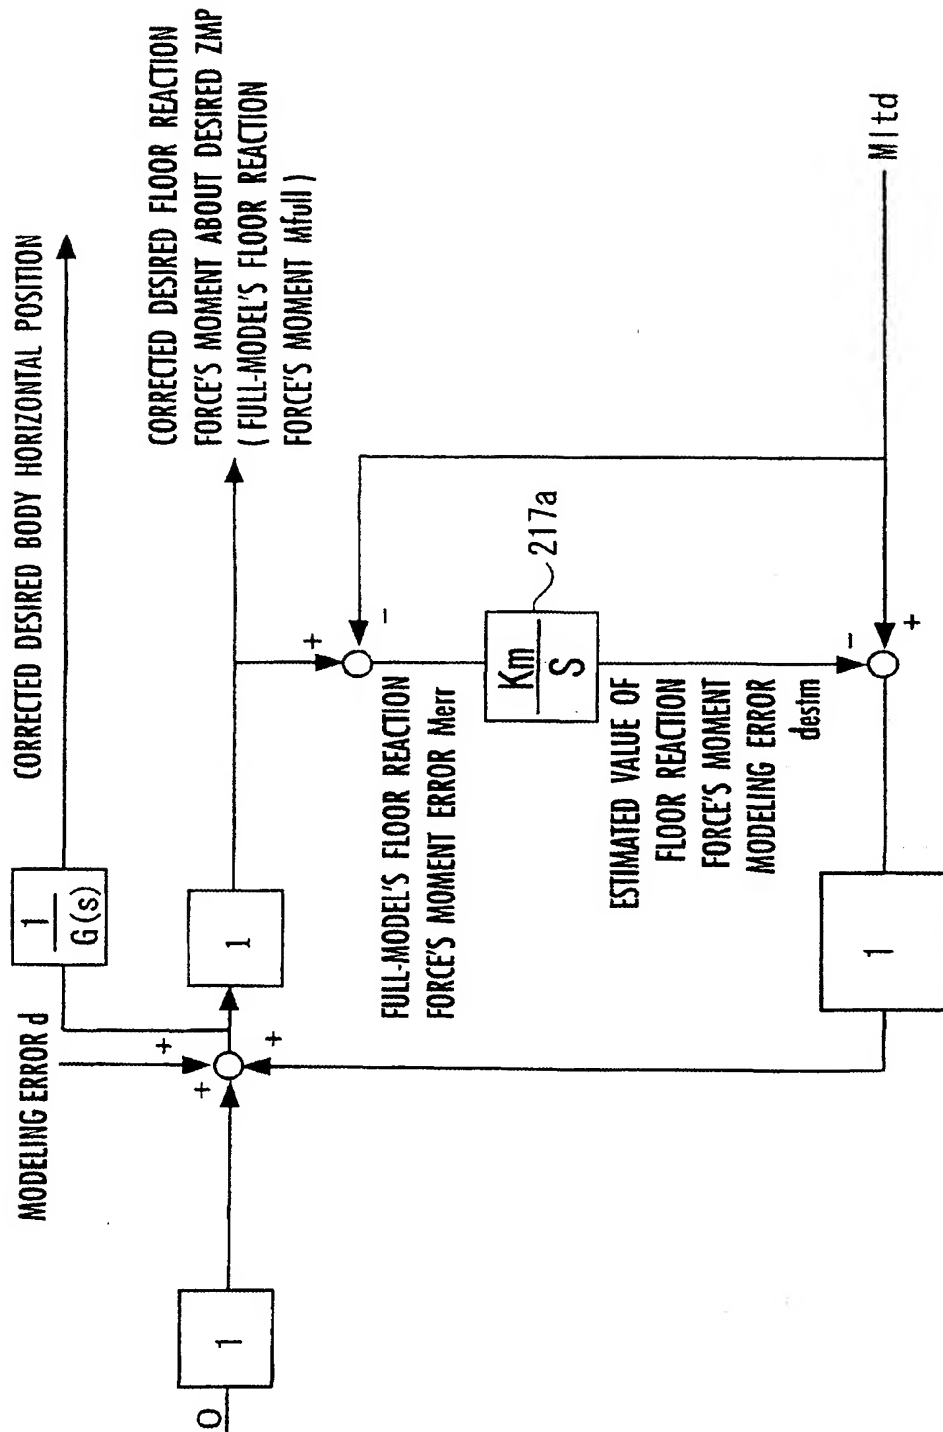 CORRECTED DESIRED BODY HORIZONTAL POSITION
CORRECTED DESIRED FLOOR REACTION
FORCE'S MOMENT ABOUT DESIRED ZMP
( FULL-MODEL'S FLOOR REACTION
FORCE'S MOMENT Mfull )
1
G(s)
MODELING ERROR d
+
+
+
0
1
1
+
-
FULL-MODEL'S FLOOR REACTION
FORCE'S MOMENT ERROR Merr
Km
S
217a
ESTIMATED VALUE OF
FLOOR REACTION
FORCE'S MOMENT
MODELING ERROR
destm
-
+
Mltd
1